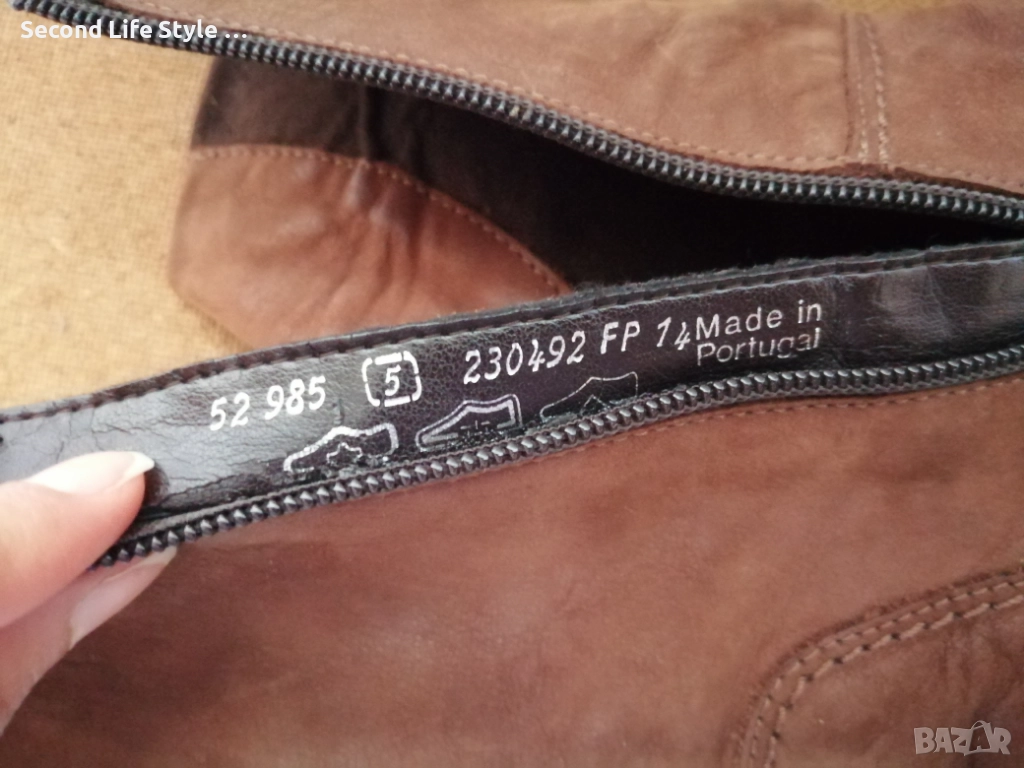 Second Life Style ...
52 985 5 230492 FP 14 Made in
Portugal
BAZAR